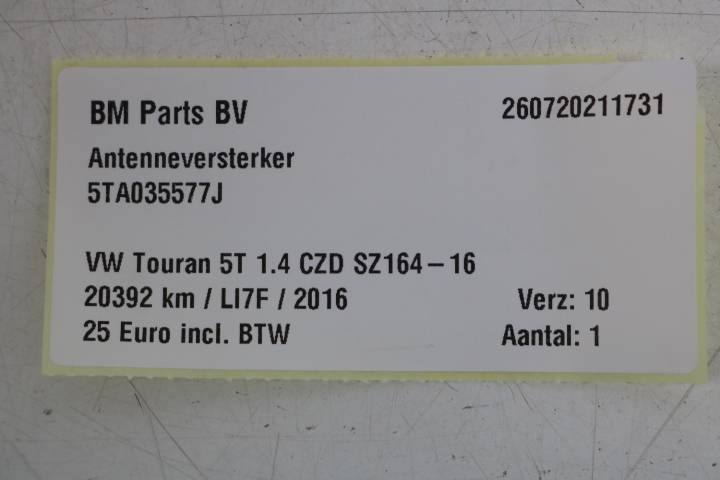 BM Parts BV 260720211731
Antenneversterker
5TA035577J
VW Touran 5T 1.4 CZD SZ164-16
20392 km / LI7F / 2016 Verz: 10
25 Euro incl. BTW Aantal: 1